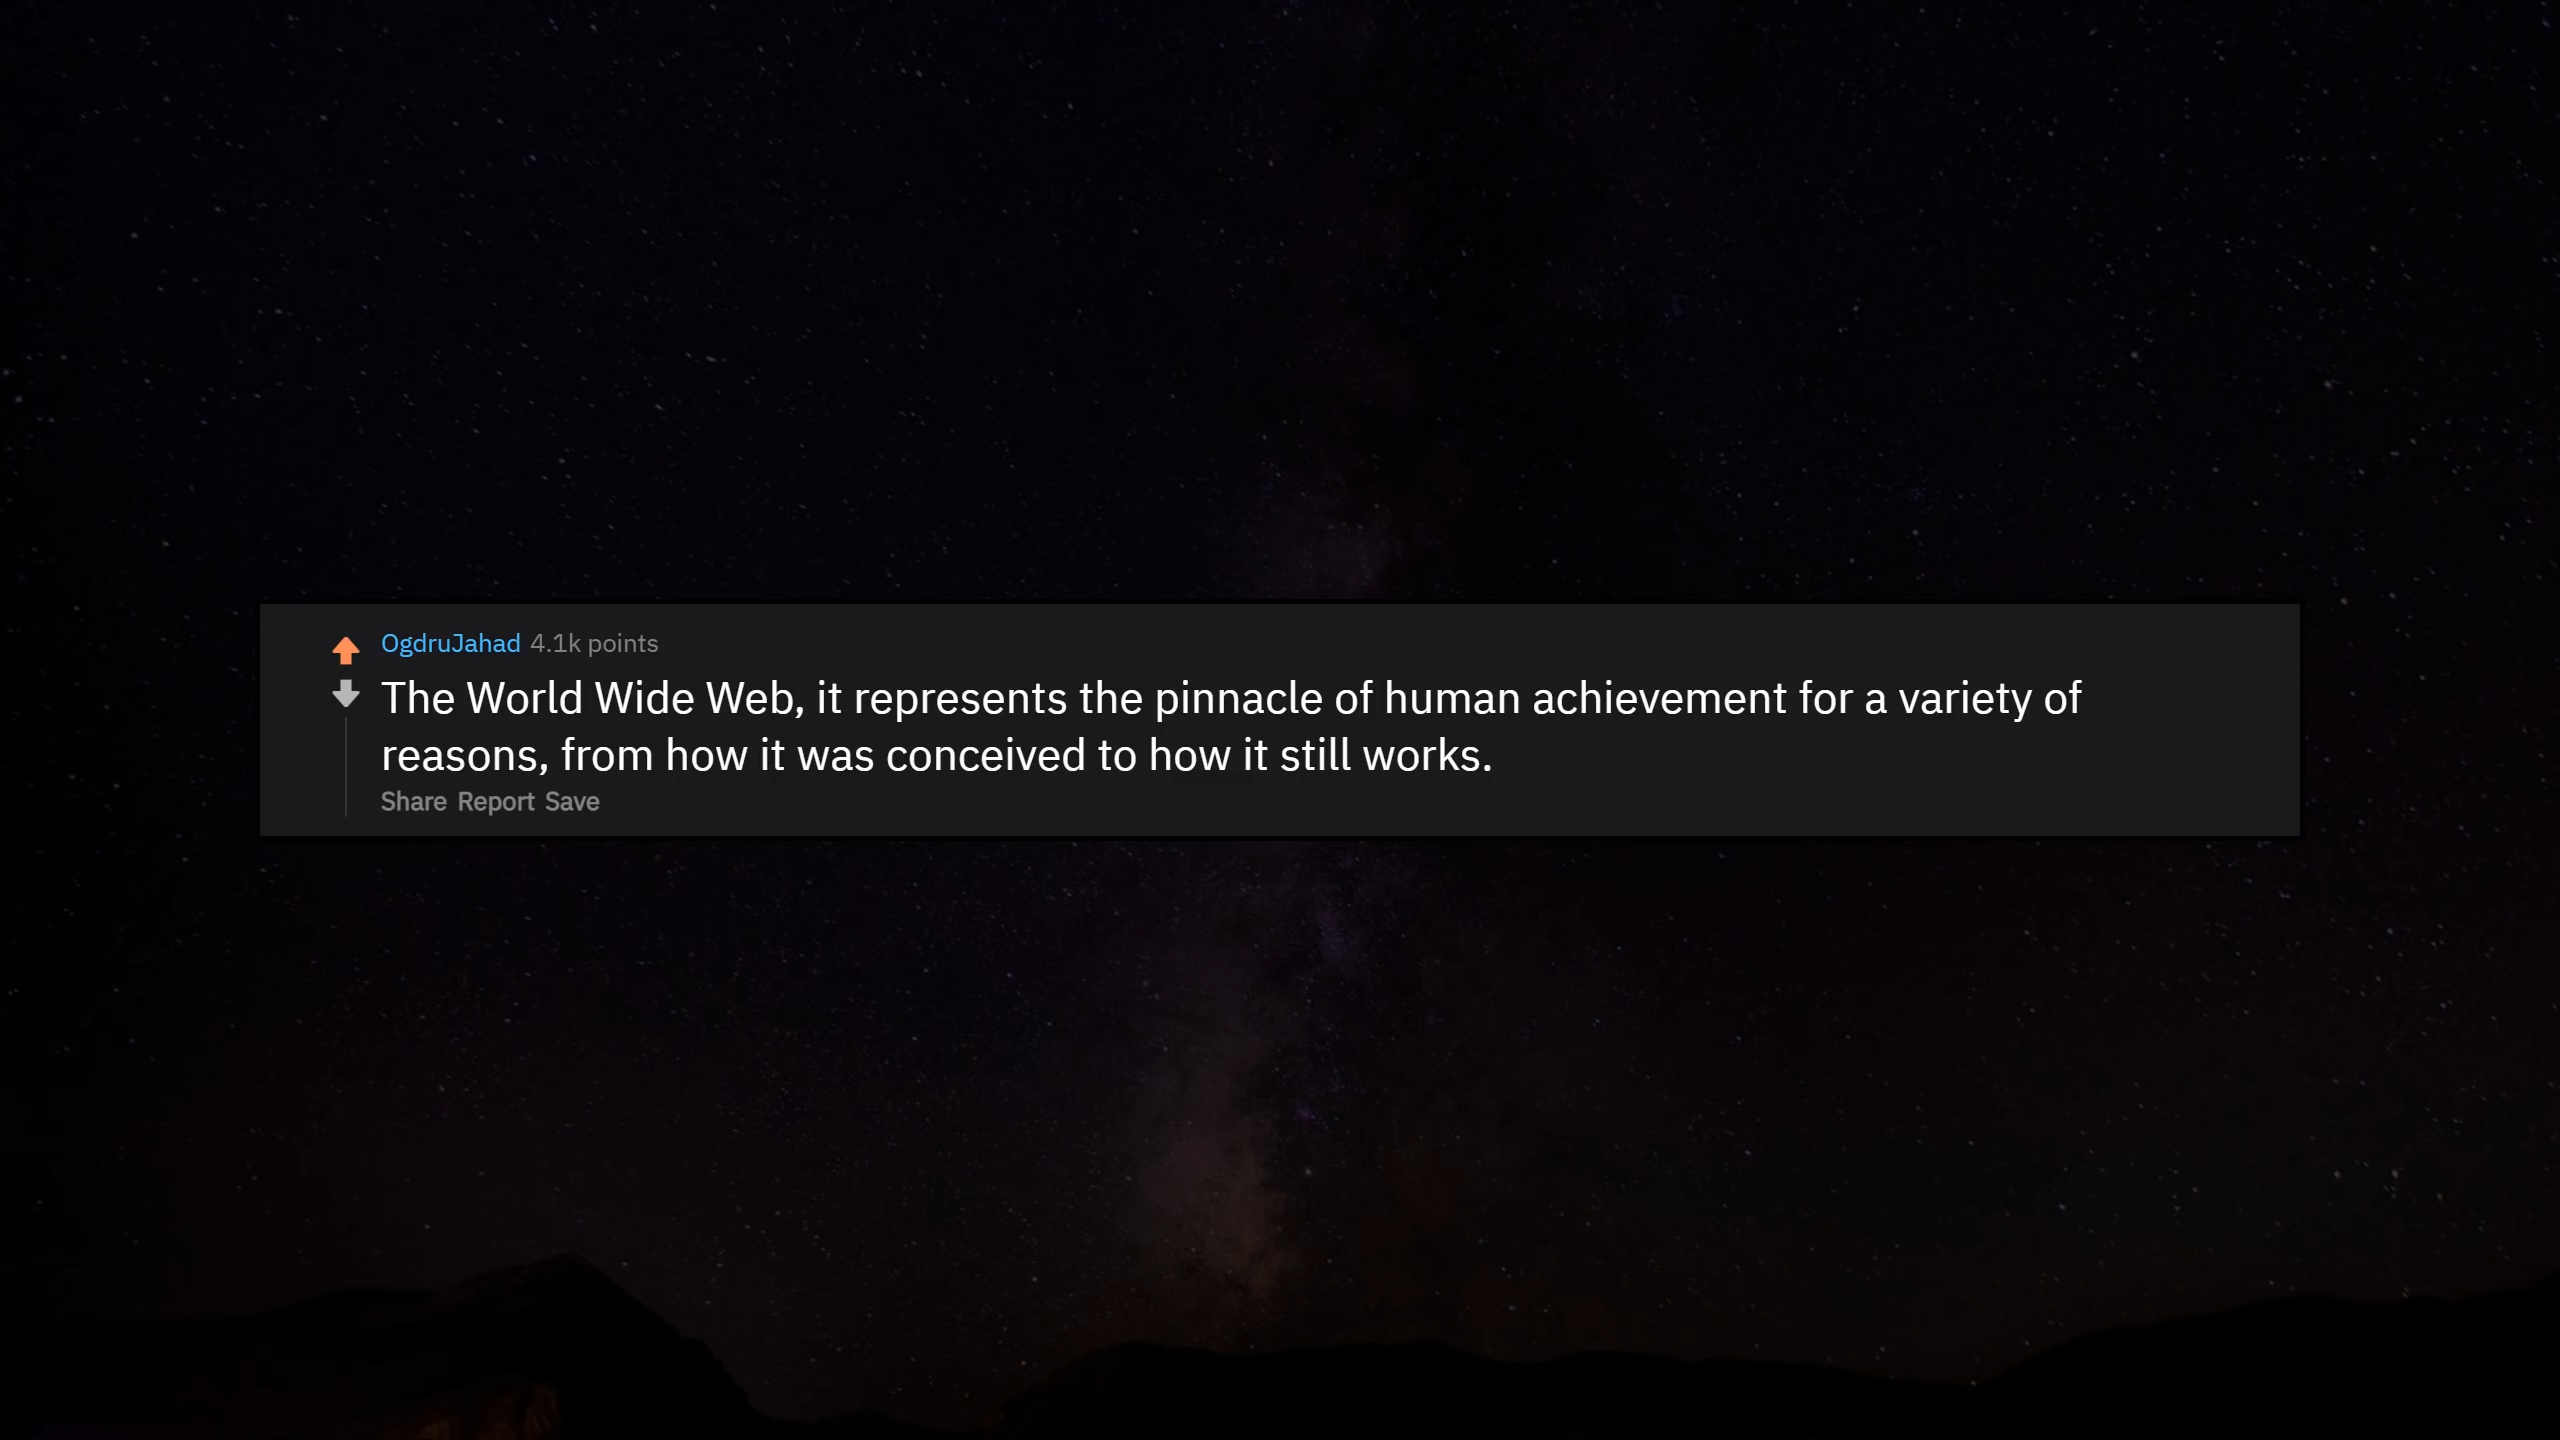 OgdruJahad 4.1k points
The World Wide Web, it represents the pinnacle of human achievement for a variety of
reasons, from how it was conceived to how it still works.
Share Report Save